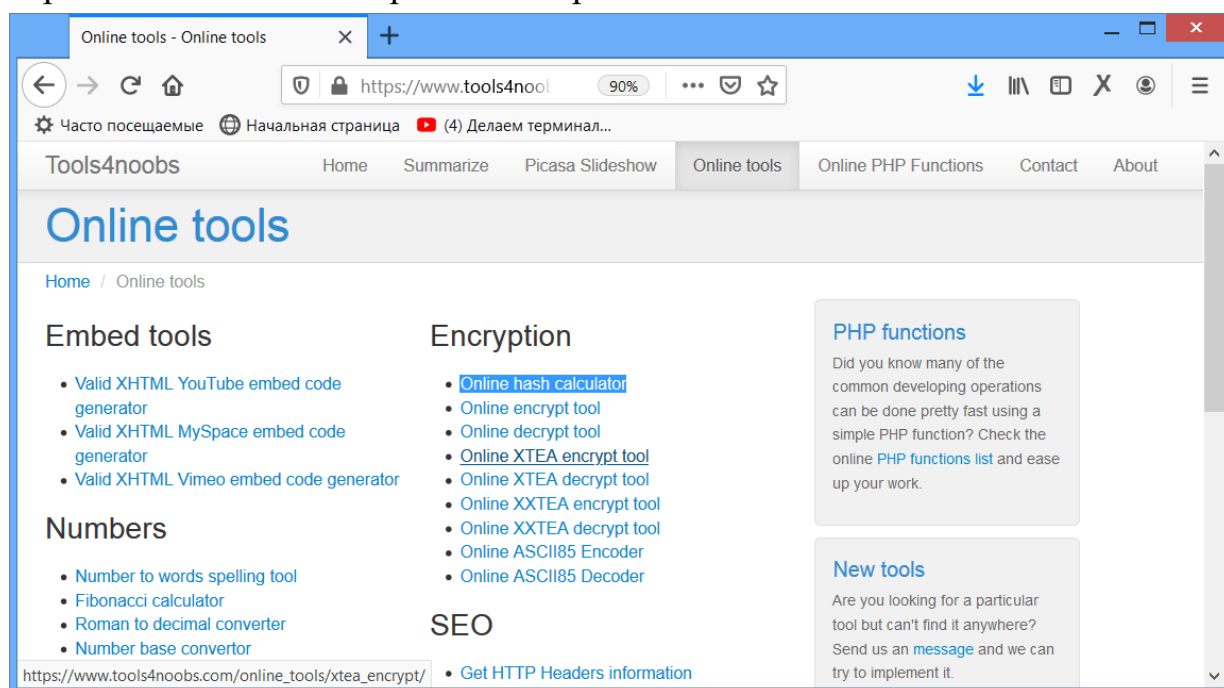 Online tools - Online tools
https://www.tools4noob
90%
Часто посещаемые
Начальная страница
(4) Делаем терминал...
Tools4noobs
Home
Summarize
Picasa Slideshow
Online tools
Online PHP Functions
Contact
About
Online tools
Home / Online tools
Embed tools
Valid XHTML YouTube embed code
generator
Valid XHTML MySpace embed code
generator
Valid XHTML Vimeo embed code generator
Numbers
Number to words spelling tool
Fibonacci calculator
Roman to decimal converter
Number base convertor
Encryption
Online hash calculator
Online encrypt tool
Online decrypt tool
Online XTEA encrypt tool
Online XTEA decrypt tool
Online XXTEA encrypt tool
Online XXTEA decrypt tool
Online ASCII85 Encoder
Online ASCII85 Decoder
SEO
Get HTTP Headers information
PHP functions
Did you know many of the
common developing operations
can be done pretty fast using a
simple PHP function? Check the
online PHP functions list and ease
up your work.
New tools
Are you looking for a particular
tool but can't find it anywhere?
Send us an message and we can
try to implement it.
https://www.tools4noobs.com/online_tools/xtea_encrypt/